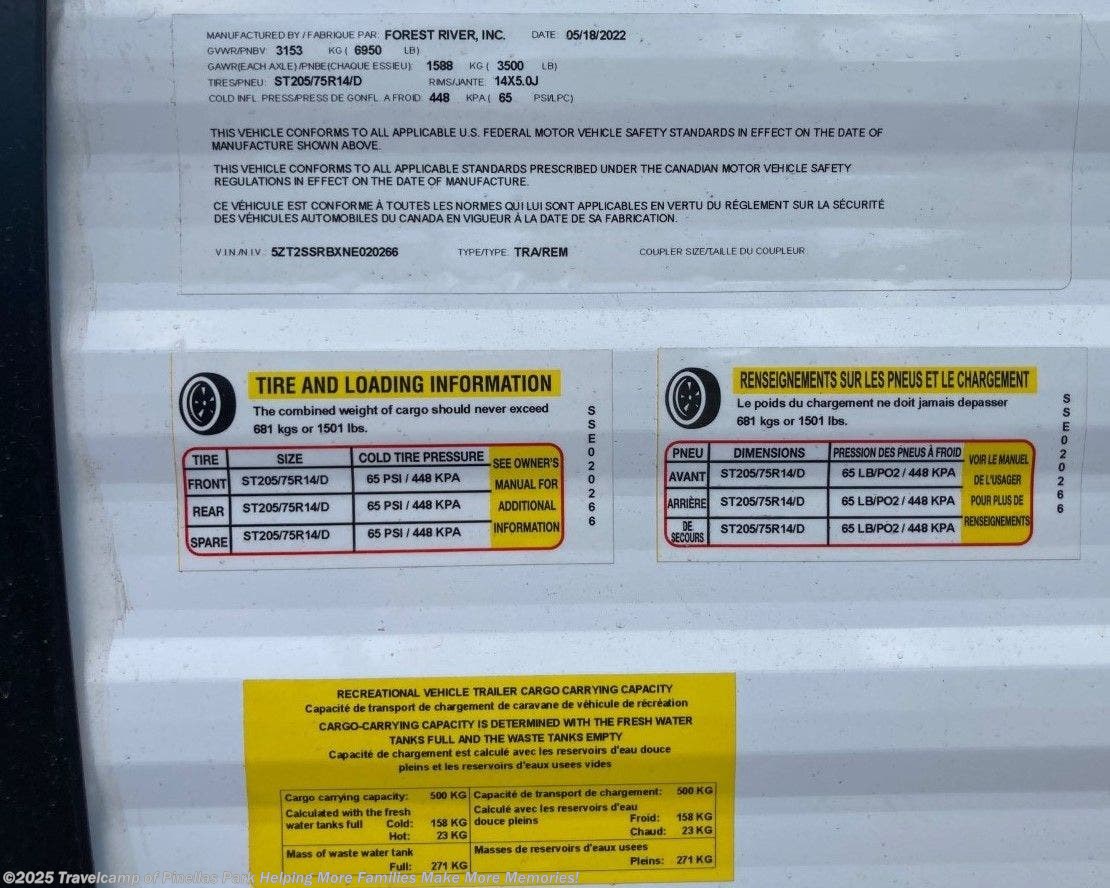 MANUFACTURED BY / FABRIQUE PAR: FOREST RIVER, INC. DATE: 05/18/2022
GVWR/PNBV: 3153 KG ( 6950 LB)
GAWR(EACH AXLE) /PNBE(CHAQUE ESSIEU): 1588 KG ( 3500 LB)
TIRES/PNEU: ST205/75R14/D RIMS/JANTE: 14X5.0J
COLD INFL. PRESS/PRESS DE GONFL. A FROID: 448 KPA ( 65 PSI/LPC)
THIS VEHICLE CONFORMS TO ALL APPLICABLE U.S. FEDERAL MOTOR VEHICLE SAFETY STANDARDS IN EFFECT ON THE DATE OF
MANUFACTURE SHOWN ABOVE.
THIS VEHICLE CONFORMS TO ALL APPLICABLE STANDARDS PRESCRIBED UNDER THE CANADIAN MOTOR VEHICLE SAFETY
REGULATIONS IN EFFECT ON THE DATE OF MANUFACTURE.
CE VÉHICULE EST CONFORME À TOUTES LES NORMES QUI LUI SONT APPLICABLES EN VERTU DU RÉGLEMENT SUR LA SÉCURITÉ
DES VÉHICULES AUTOMOBILES DU CANADA EN VIGUEUR À LA DATE DE SA FABRICATION.
V.I.N./N.I.V.: 5ZT2SSRBXNE020266 TYPE/TYPE: TRA/REM COUPLER SIZE/TAILLE DU COUPLEUR:
TIRE AND LOADING INFORMATION
The combined weight of cargo should never exceed
681 kgs or 1501 lbs.
TIRE SIZE COLD TIRE PRESSURE SEE OWNER'S
FRONT ST205/75R14/D 65 PSI / 448 KPA MANUAL FOR
REAR ST205/75R14/D 65 PSI / 448 KPA ADDITIONAL
SPARE ST205/75R14/D 65 PSI / 448 KPA INFORMATION
SSE020266
RENSEIGNEMENTS SUR LES PNEUS ET LE CHARGEMENT
Le poids du chargement ne doit jamais depasser
681 kgs or 1501 lbs.
PNEU DIMENSIONS PRESSION DES PNEUS À FROID VOIR LE MANUEL
AVANT ST205/75R14/D 65 LB/PO2 / 448 KPA DE L'USAGER
ARRIÈRE ST205/75R14/D 65 LB/PO2 / 448 KPA POUR PLUS DE
DE SECOURS ST205/75R14/D 65 LB/PO2 / 448 KPA RENSEIGNEMENTS
SSE020266
RECREATIONAL VEHICLE TRAILER CARGO CARRYING CAPACITY
Capacité de transport de chargement de caravane de véhicule de récréation
CARGO-CARRYING CAPACITY IS DETERMINED WITH THE FRESH WATER
TANKS FULL AND THE WASTE TANKS EMPTY
Capacité de chargement est calculé avec les reservoirs d'eau douce
pleins et les reservoirs d'eaux usees vides
Cargo carrying capacity: 500 KG Capacité de transport de chargement: 500 KG
Calculated with the fresh Calculé avec les reservoirs d'eau
water tanks full Cold: 158 KG douce pleins Froid: 158 KG
Hot: 23 KG Chaud: 23 KG
Mass of waste water tank Masses de reservoirs d'eaux usees
Full: 271 KG Pleins: 271 KG
©2025 Travelcamp of Pinellas Park Helping More Families Make More Memories!